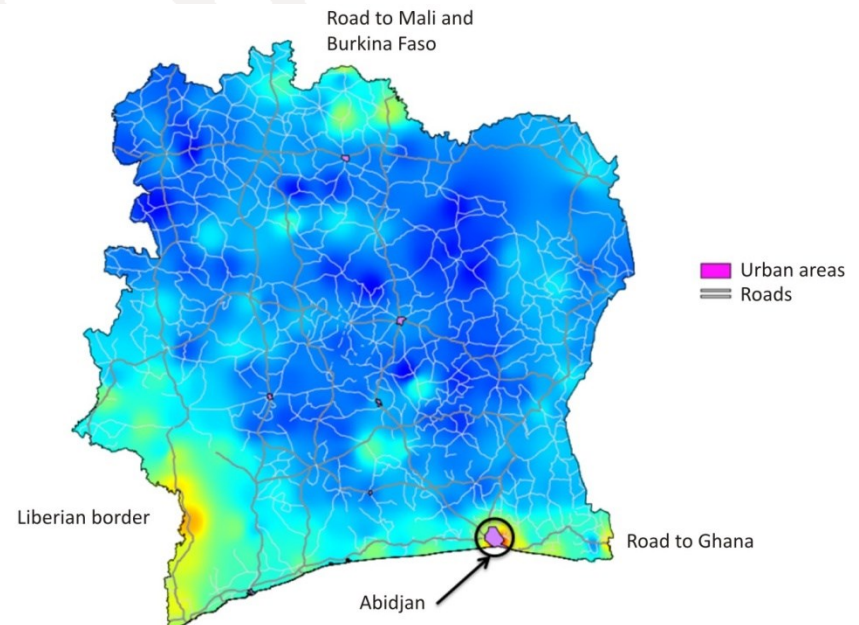 Road to Mali and
Burkina Faso
Urban areas
Roads
Liberian border
Road to Ghana
Abidjan